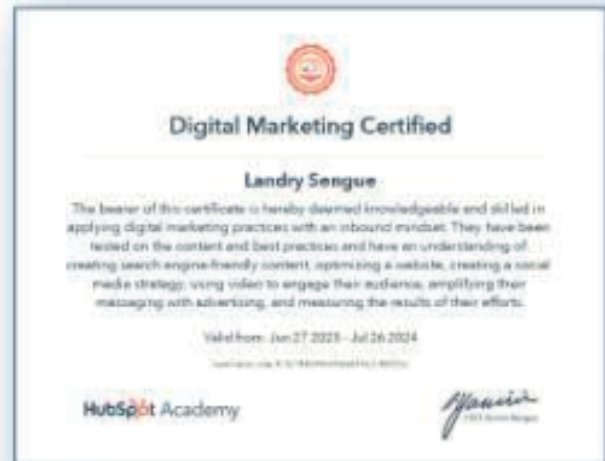 Digital Marketing Certified
Landry Sengue
The bearer of this certificate is hereby deemed knowledgeable and skilled in
applying digital marketing practices with an inbound mindset. They have been
tested on the content and best practices and have an understanding of
creating search engine-friendly content, optimizing a website, creating a social
media strategy, using video to engage their audience, amplifying their
messaging with advertising, and measuring the results of their efforts.
Valid from: Jun 27 2023 - Jul 26 2024
HubSpot Academy